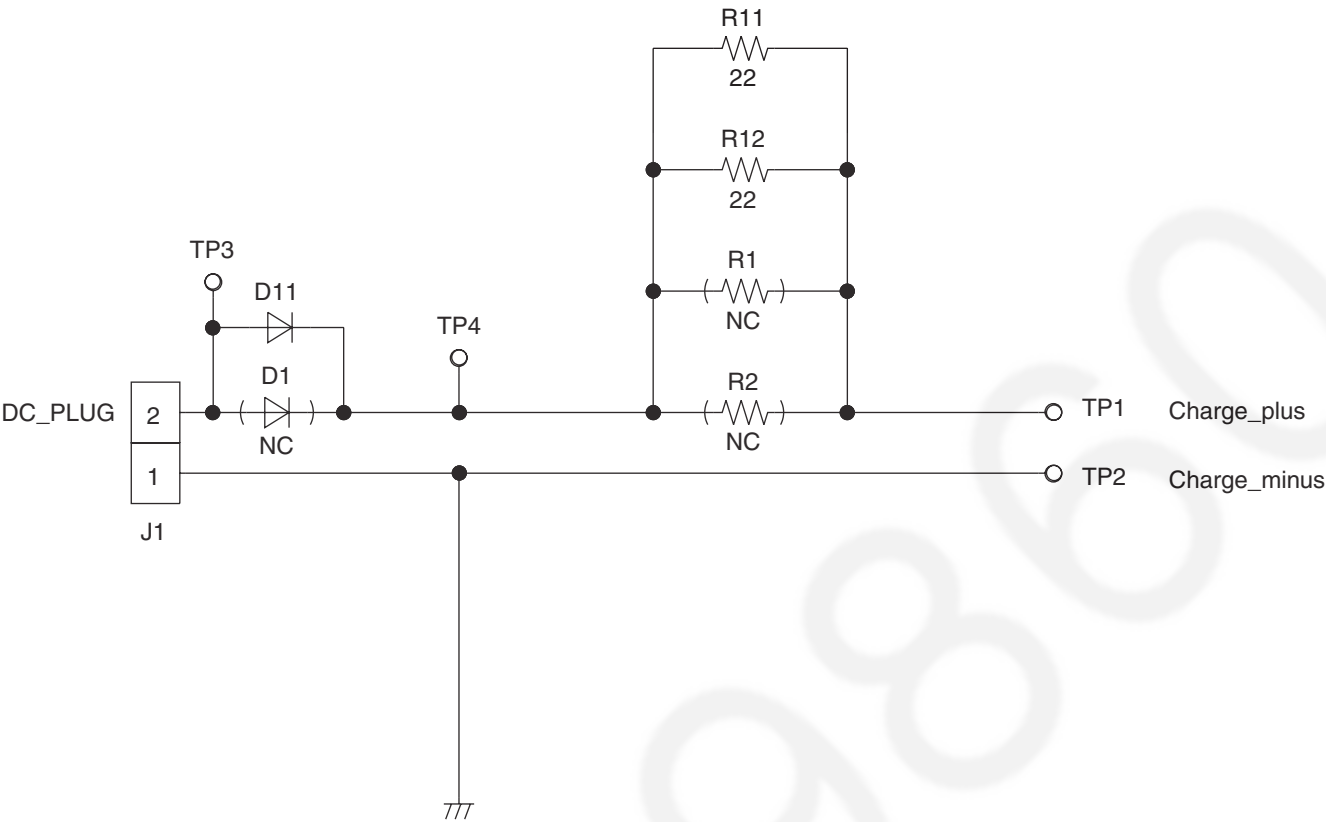 R11
22
R12
22
R1
NC
R2
NC
TP3
D11
D1
NC
TP4
DC_PLUG
2
1
J1
TP1 Charge_plus
TP2 Charge_minus
9860